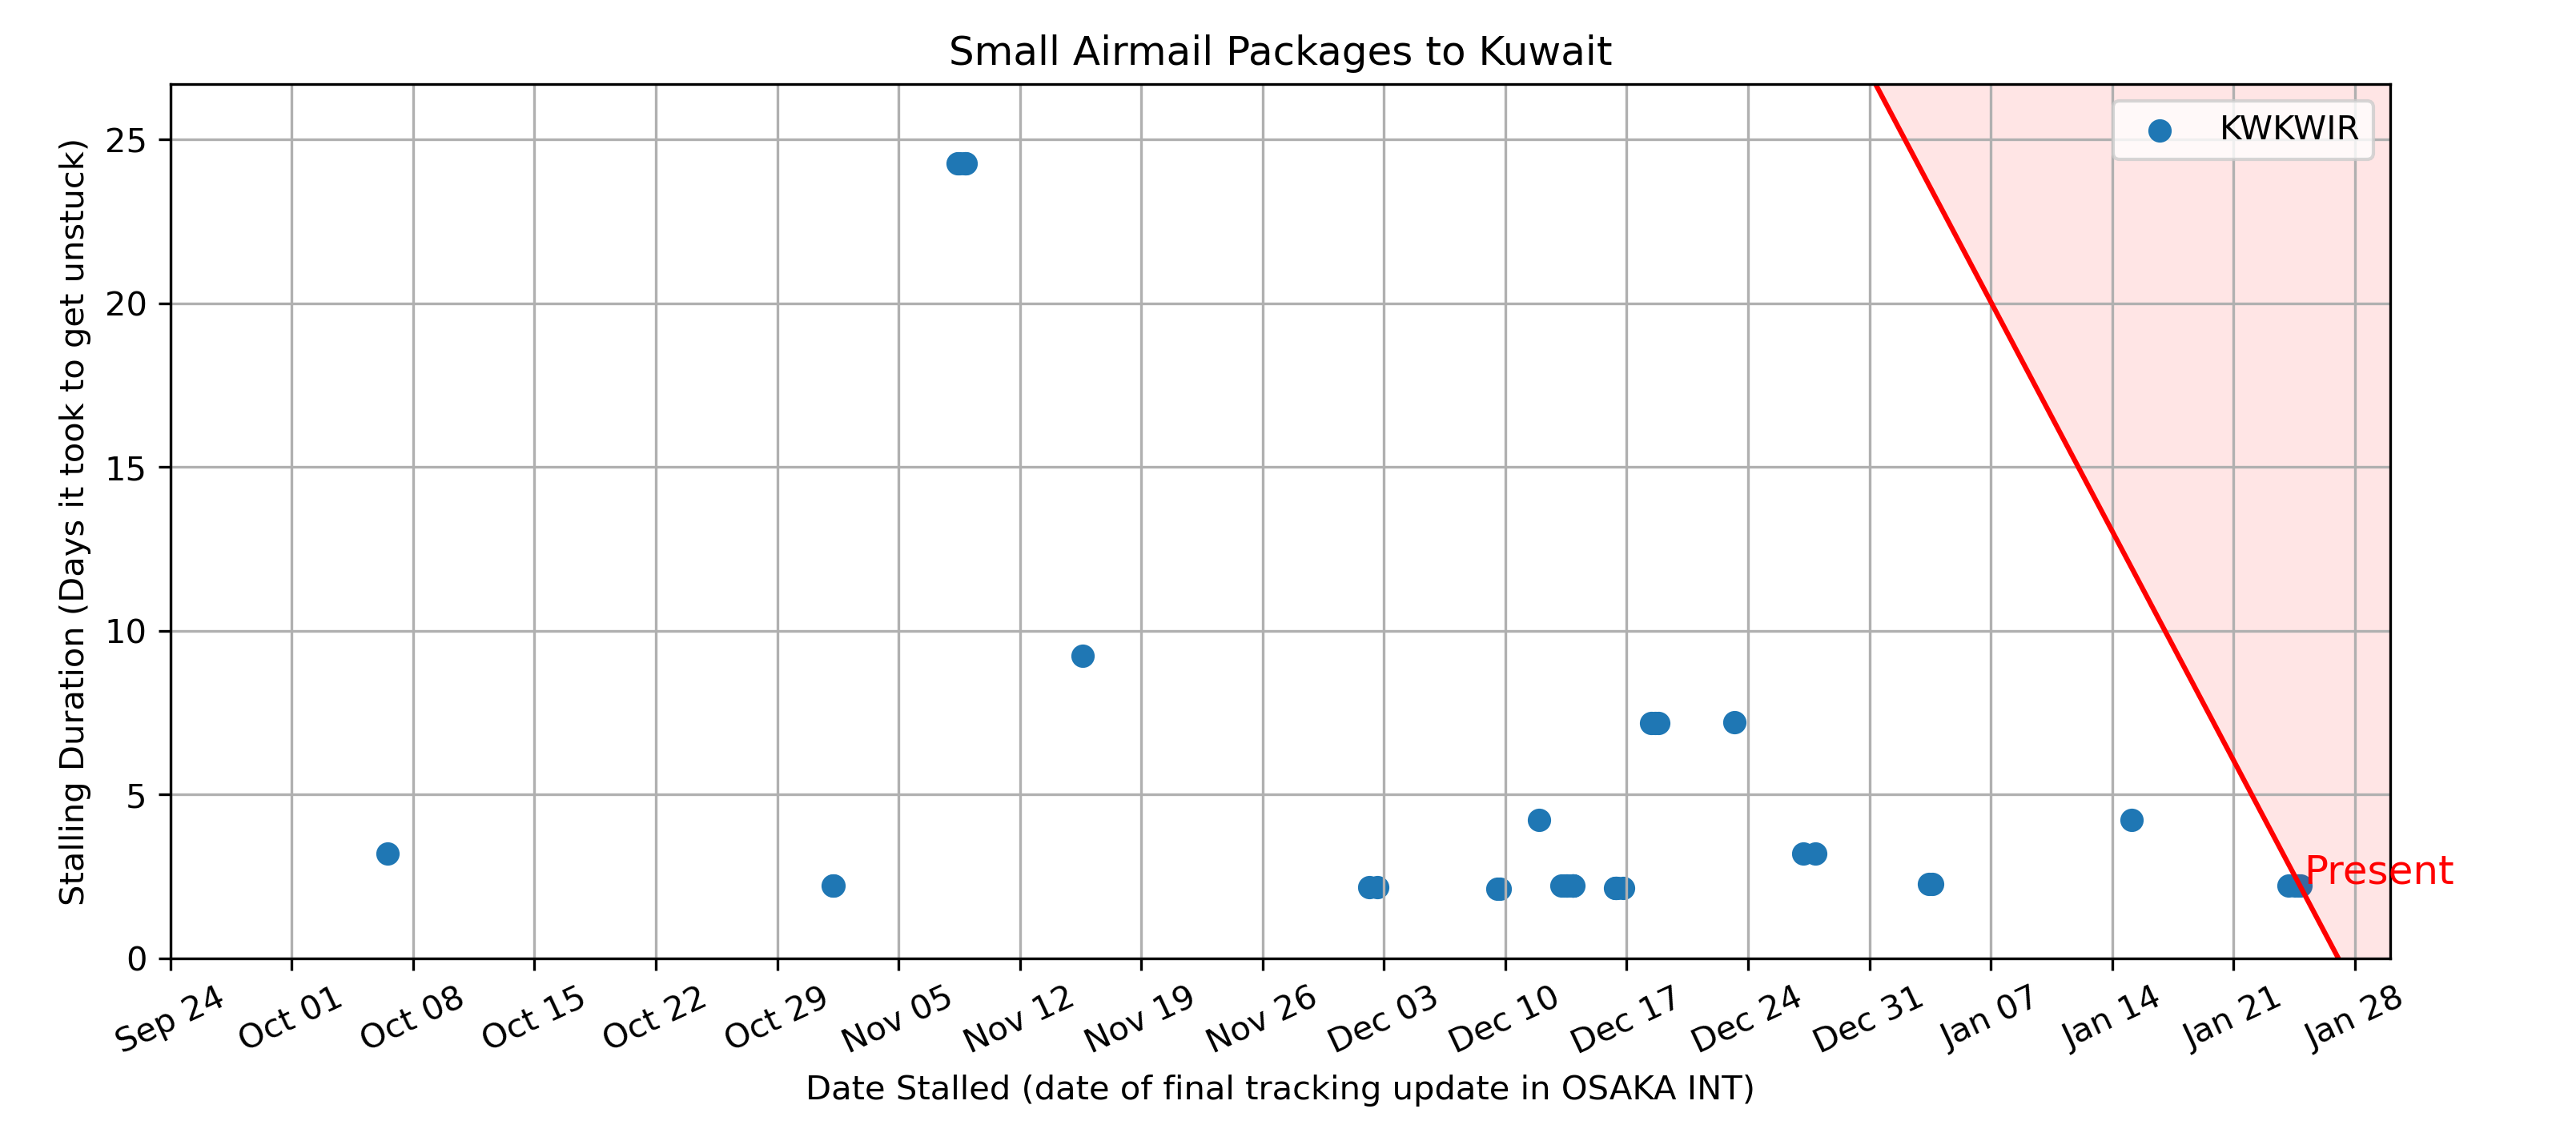 Small Airmail Packages to Kuwait
KWKWIR
Stalling Duration (Days it took to get unstuck)
25
20
15
10
5
0
Present
Sep 24 Oct 01 Oct 08 Oct 15 Oct 22 Oct 29 Nov 05 Nov 12 Nov 19 Nov 26 Dec 03 Dec 10 Dec 17 Dec 24 Dec 31 Jan 07 Jan 14 Jan 21 Jan 28
Date Stalled (date of final tracking update in OSAKA INT)